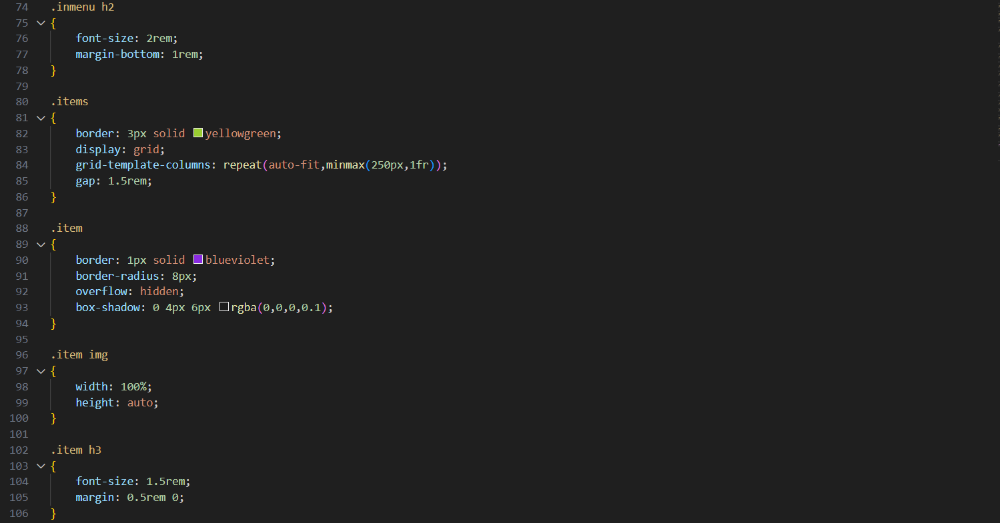 74 .inmenu h2
75 {
76     font-size: 2rem;
77     margin-bottom: 1rem;
78 }
79
80 .items
81 {
82     border: 3px solid yellowgreen;
83     display: grid;
84     grid-template-columns: repeat(auto-fit,minmax(250px,1fr));
85     gap: 1.5rem;
86 }
87
88 .item
89 {
90     border: 1px solid blueviolet;
91     border-radius: 8px;
92     overflow: hidden;
93     box-shadow: 0 4px 6px rgba(0,0,0,0.1);
94 }
95
96 .item img
97 {
98     width: 100%;
99     height: auto;
100 }
101
102 .item h3
103 {
104     font-size: 1.5rem;
105     margin: 0.5rem 0;
106 }